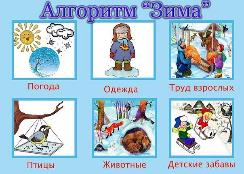 Алгоритм "Зима"
Погода Одежда Труд взрослых
Птицы Животные Детские забавы